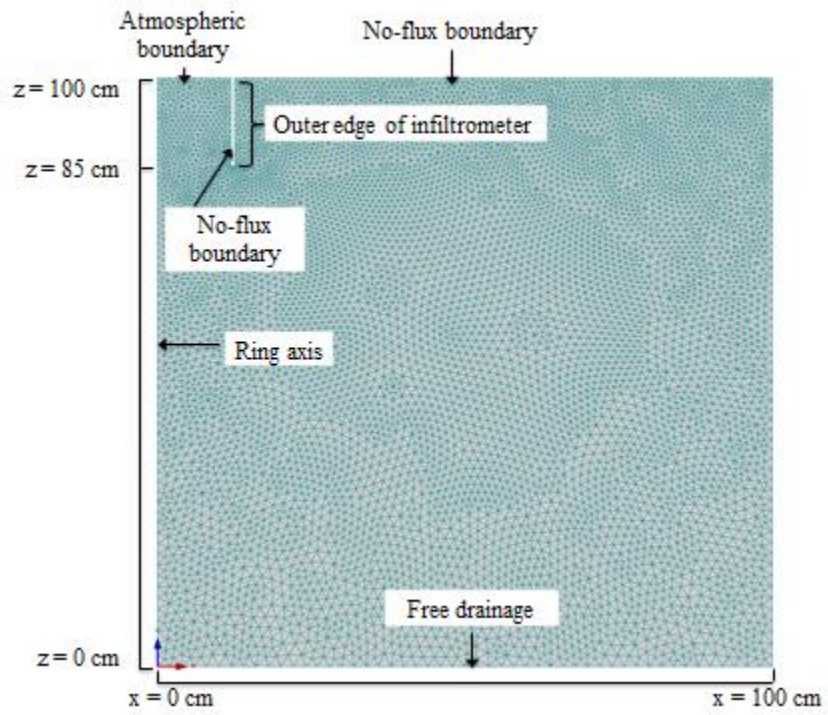 Atmospheric
boundary
No-flux boundary
z = 100 cm
Outer edge of infiltrometer
z = 85 cm
No-flux
boundary
Ring axis
Free drainage
z = 0 cm
x = 0 cm
x = 100 cm